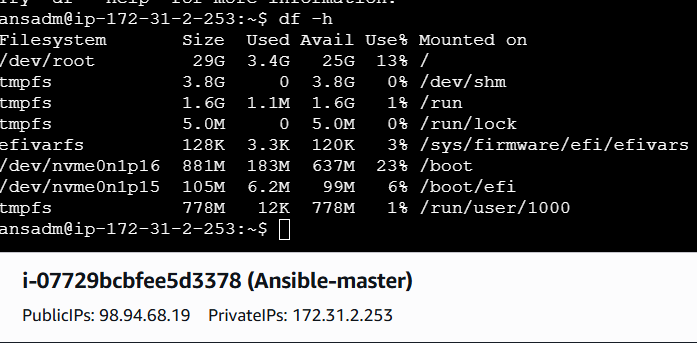 ansadm@ip-172-31-2-253:~$ df -h
Filesystem      Size  Used Avail Use% Mounted on
/dev/root        29G  3.4G   25G  13% /
tmpfs           3.8G     0  3.8G   0% /dev/shm
tmpfs           1.6G  1.1M  1.6G   1% /run
tmpfs           5.0M     0  5.0M   0% /run/lock
efivarfs        128K  3.3K  120K   3% /sys/firmware/efi/efivars
/dev/nvme0n1p16 881M  183M  637M  23% /boot
/dev/nvme0n1p15 105M  6.2M   99M   6% /boot/efi
tmpfs           778M   12K  778M   1% /run/user/1000
ansadm@ip-172-31-2-253:~$
i-07729bcbfee5d3378 (Ansible-master)
PublicIPs: 98.94.68.19    PrivateIPs: 172.31.2.253